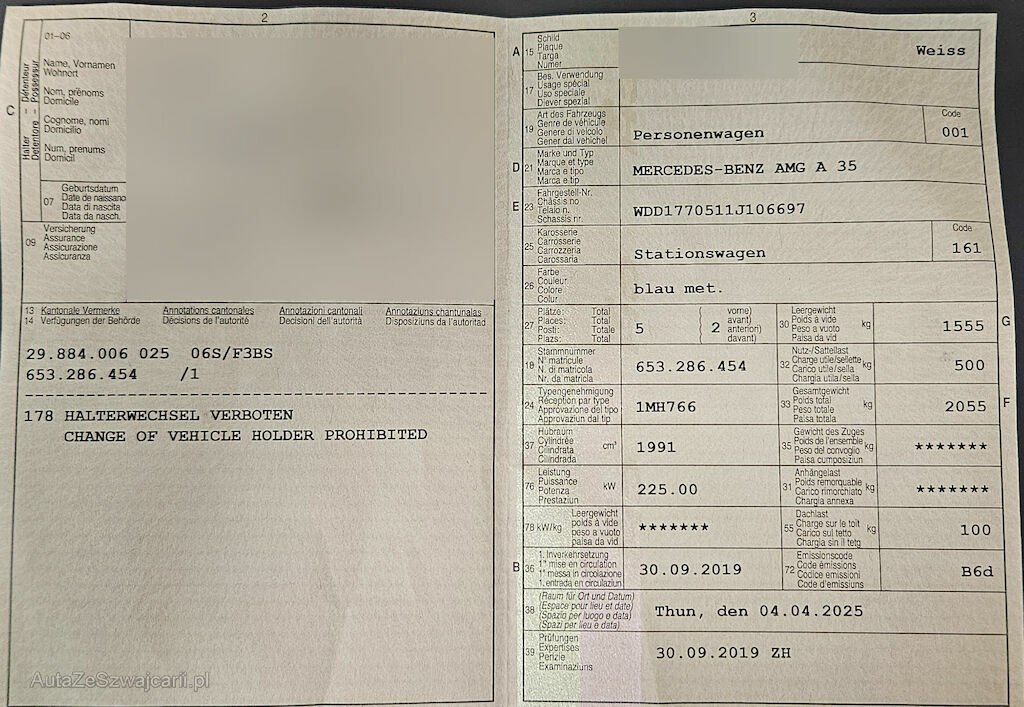 2
01–06
C
Halter – Détenteur
Detentore – Possessur
Name, Vornamen
Wohnort
Nom, prénoms
Domicile
Cognome, nomi
Domicilio
Num, prenums
Domicil
07
Geburtsdatum
Date de naissanc
Data di nascita
Data da nasch.
09
Versicherung
Assurance
Assicurazione
Assicuranza
13 Kantonale Vermerke Annotations cantonales Annotazioni cantonali Annotaziuns chantunalas
14 Verfügungen der Behörde Décisions de l'autorité Decisioni dell'autorità Disposiziuns da l'autoritad
29.884.006 025 06S/F3BS
653.286.454 /1
178 HALTERWECHSEL VERBOTEN
CHANGE OF VEHICLE HOLDER PROHIBITED
AutaZeSzwajcarii.pl
3
A 15
Schild
Plaque
Targa
Numer
Weiss
17
Bes. Verwendung
Usage spécial
Uso speciale
Diever spezial
19
Art des Fahrzeugs
Genre de véhicule
Genere di veicolo
Gener dal vehichel
Personenwagen
Code
001
D 21
Marke und Typ
Marque et type
Marca e tipo
Marca e tip
MERCEDES-BENZ AMG A 35
E 23
Fahrgestell-Nr.
Châssis no
Telaio n.
Schassis nr.
WDD1770511J106697
25
Karosserie
Carrosserie
Carrozzeria
Carossaria
Stationswagen
Code
161
26
Farbe
Couleur
Colore
Colur
blau met.
27
Plätze: Total
Places: Total
Posti: Totale
Plazs: Total
5
vorne)
avant)
anteriori)
davant)
2
30
Leergewicht
Poids à vide
Peso a vuoto
Paisa da vid
kg
1555
G
18
Stammnummer
N° matricule
N. di matricola
Nr. da matricla
653.286.454
32
Nutz-/Sattellast
Charge utile/sellette
Carico utile/sella
Chargia utila/sella
kg
500
24
Typengenehmigung
Réception par type
Approvazione del tipo
Approvaziun dal tip
1MH766
33
Gesamtgewicht
Poids total
Peso totale
Paisa totala
kg
2055
F
37
Hubraum
Cylindrée
Cilindrata
Cilindrada
cm³
1991
35
Gewicht des Zuges
Poids de l'ensemble
Peso del convoglio
Paisa cumposiziun
kg
*******
76
Leistung
Puissance
Potenza
Prestaziun
kW
225.00
31
Anhängelast
Poids remorquable
Carico rimorchiato
Chargia annexa
kg
*******
78 kW/kg
Leergewicht
poids à vide
peso a vuoto
paisa da vid
*******
55
Dachlast
Charge sur le toit
Carico sul tetto
Chargia sin il tetg
kg
100
B 36
1. Inverkehrsetzung
1re mise en circulation
1a messa in circolazione
1. entrada en circulaziun
30.09.2019
72
Emissionscode
Code émissions
Codice emissioni
Code d'emissiuns
B6d
38
(Raum für Ort und Datum)
(Espace pour lieu et date)
(Spazio per luogo e data)
(Spazi per lieu e data)
Thun, den 04.04.2025
39
Prüfungen
Expertises
Perizie
Examinaziuns
30.09.2019 ZH